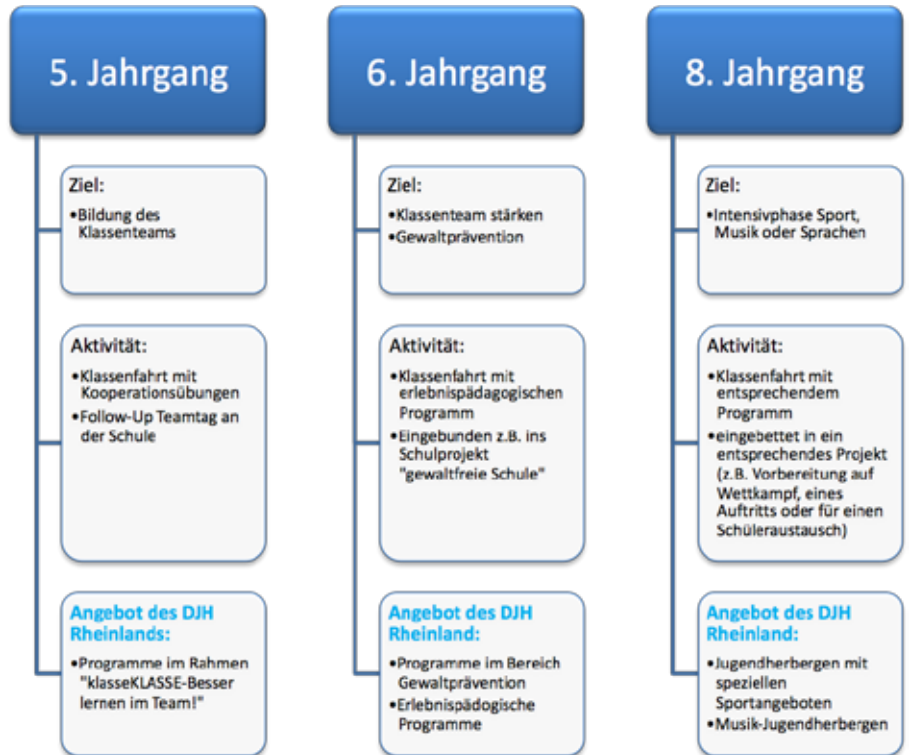 5. Jahrgang
Ziel:
•Bildung des
Klassenteams
Aktivität:
•Klassenfahrt mit
Kooperationsübungen
•Follow-Up Teamtag an
der Schule
Angebot des DJH
Rheinlands:
•Programme im Rahmen
"klasseKLASSE-Besser
lernen im Team!"
6. Jahrgang
Ziel:
•Klassenteam stärken
•Gewaltprävention
Aktivität:
•Klassenfahrt mit
erlebnispädagogischen
Programm
•Eingebunden z.B. ins
Schulprojekt
"gewaltfreie Schule"
Angebot des DJH
Rheinland:
•Programme im Bereich
Gewaltprävention
•Erlebnispädogische
Programme
8. Jahrgang
Ziel:
•Intensivphase Sport,
Musik oder Sprachen
Aktivität:
•Klassenfahrt mit
entsprechendem
Programm
•eingebettet in ein
entsprechendes Projekt
(z.B. Vorbereitung auf
Wettkampf, eines
Auftritts oder für einen
Schüleraustausch)
Angebot des DJH
Rheinland:
•Jugendherbergen mit
speziellen
Sportangeboten
•Musik-Jugendherbergen